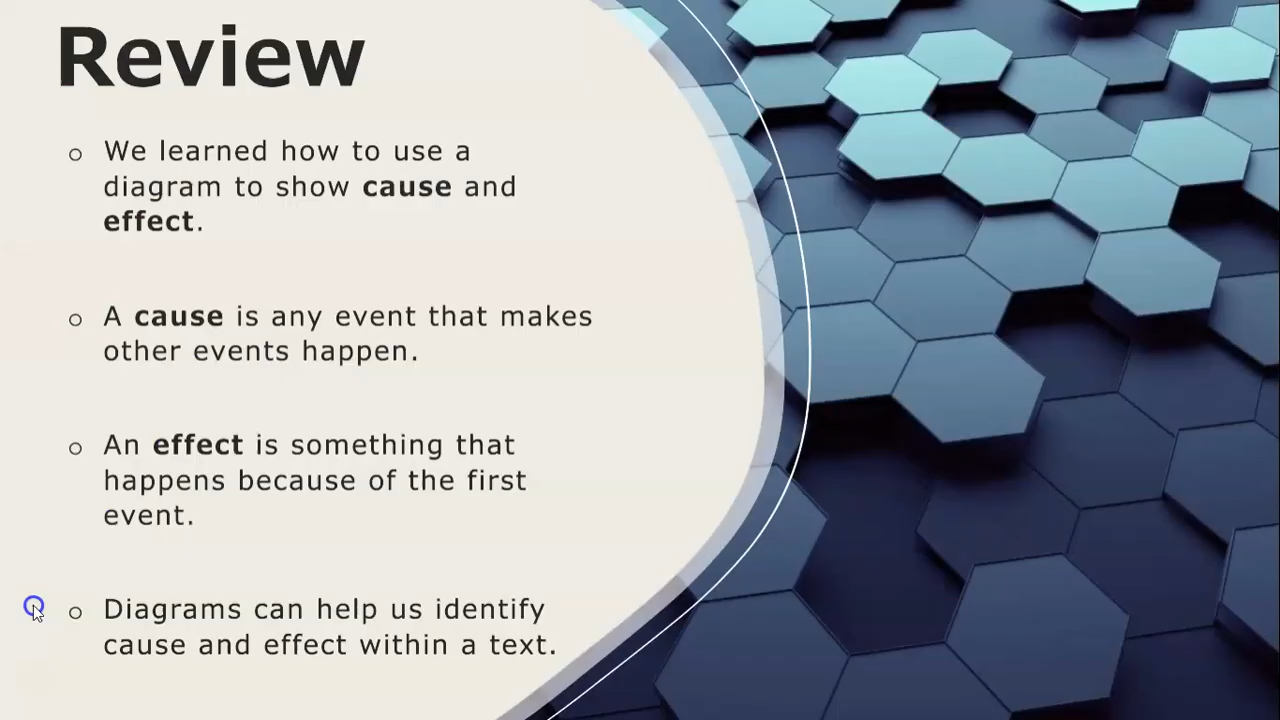 Review
We learned how to use a
diagram to show cause and
effect.
A cause is any event that makes
other events happen.
An effect is something that
happens because of the first
event.
Diagrams can help us identify
cause and effect within a text.